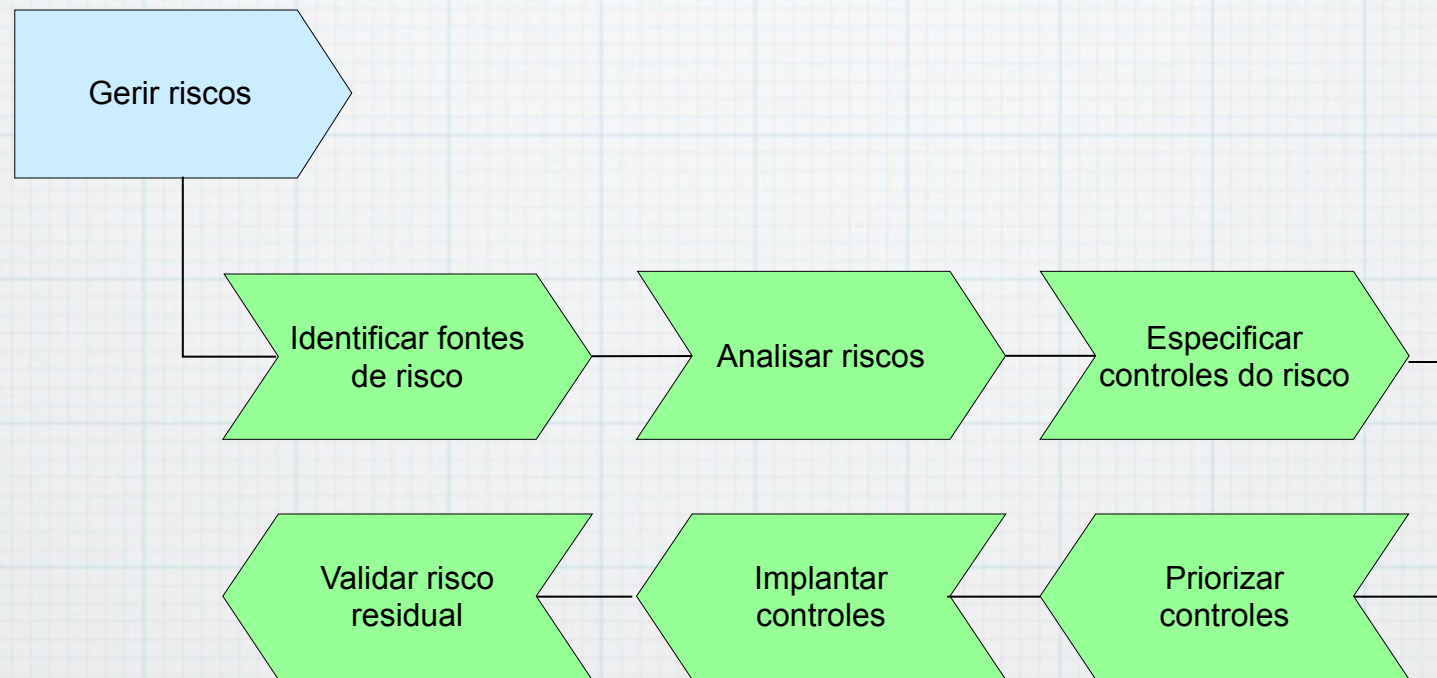 Gerir riscos
Identificar fontes
de risco
Analisar riscos
Especificar
controles do risco
Validar risco
residual
Implantar
controles
Priorizar
controles